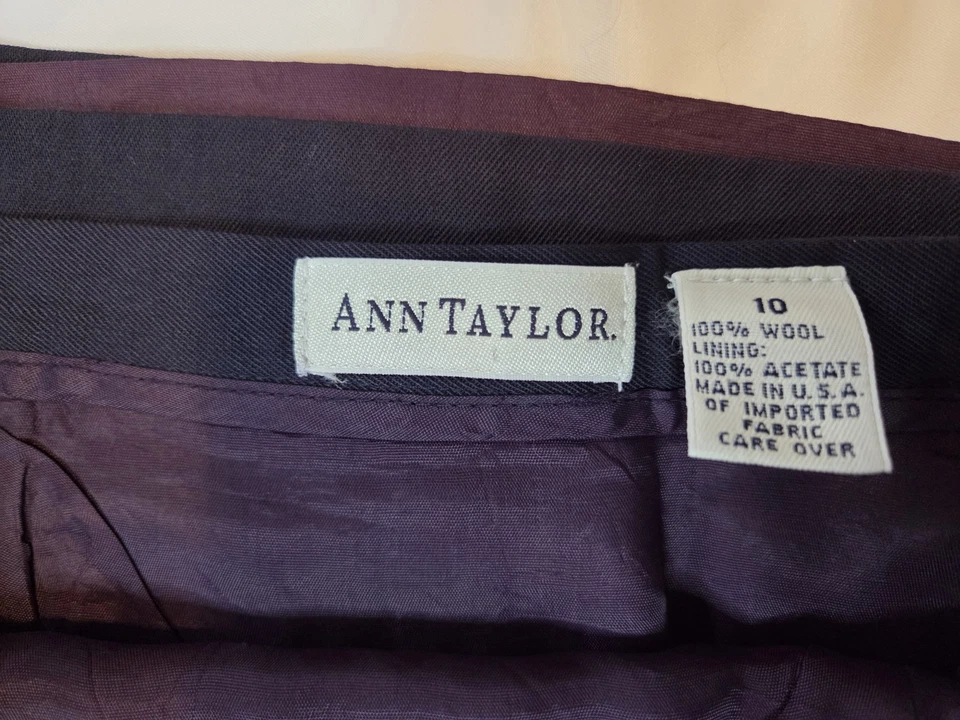 ANN TAYLOR.
10
100% WOOL
LINING:
100% ACETATE
MADE IN U.S.A.
OF IMPORTED
FABRIC
CARE OVER